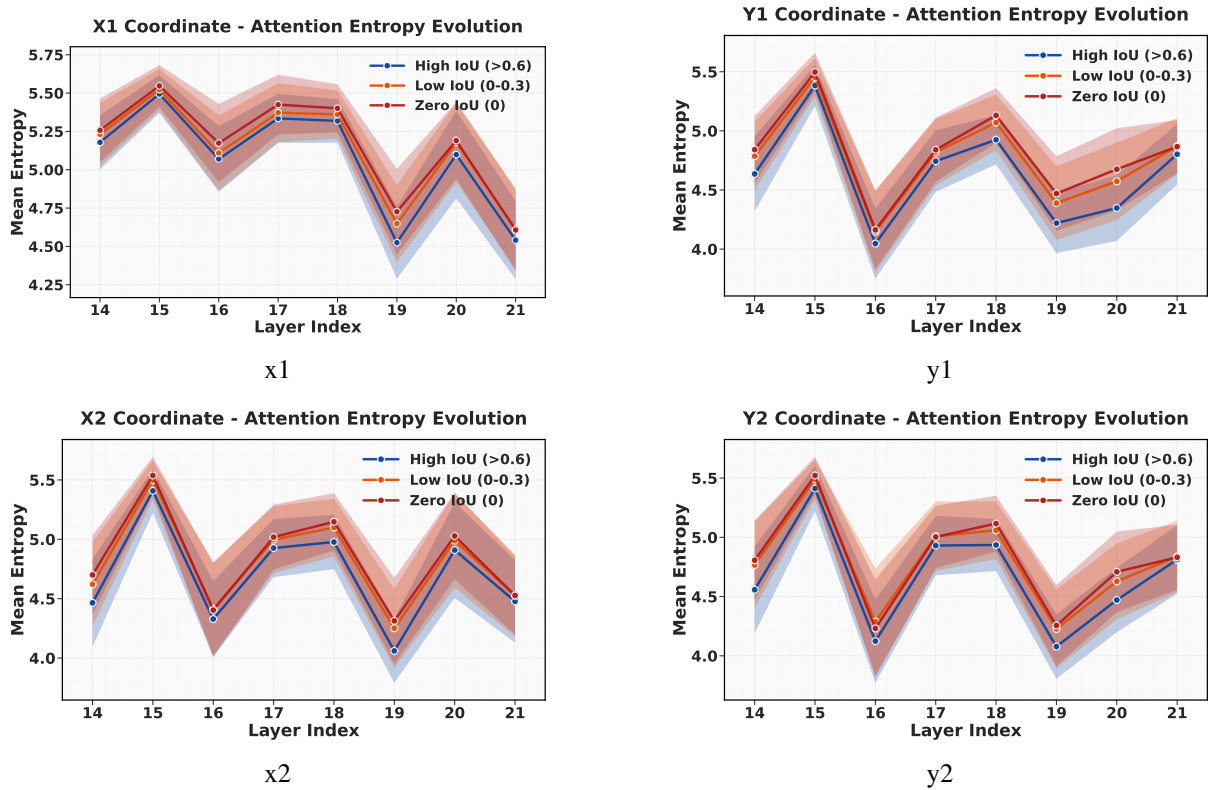 X1 Coordinate - Attention Entropy Evolution
Mean Entropy
5.75
5.50
5.25
5.00
4.75
4.50
4.25
High IoU (>0.6)
Low IoU (0-0.3)
Zero IoU (0)
14 15 16 17 18 19 20 21
Layer Index
x1
Y1 Coordinate - Attention Entropy Evolution
Mean Entropy
5.5
5.0
4.5
4.0
High IoU (>0.6)
Low IoU (0-0.3)
Zero IoU (0)
14 15 16 17 18 19 20 21
Layer Index
y1
X2 Coordinate - Attention Entropy Evolution
Mean Entropy
5.5
5.0
4.5
4.0
High IoU (>0.6)
Low IoU (0-0.3)
Zero IoU (0)
14 15 16 17 18 19 20 21
Layer Index
x2
Y2 Coordinate - Attention Entropy Evolution
Mean Entropy
5.5
5.0
4.5
4.0
High IoU (>0.6)
Low IoU (0-0.3)
Zero IoU (0)
14 15 16 17 18 19 20 21
Layer Index
y2